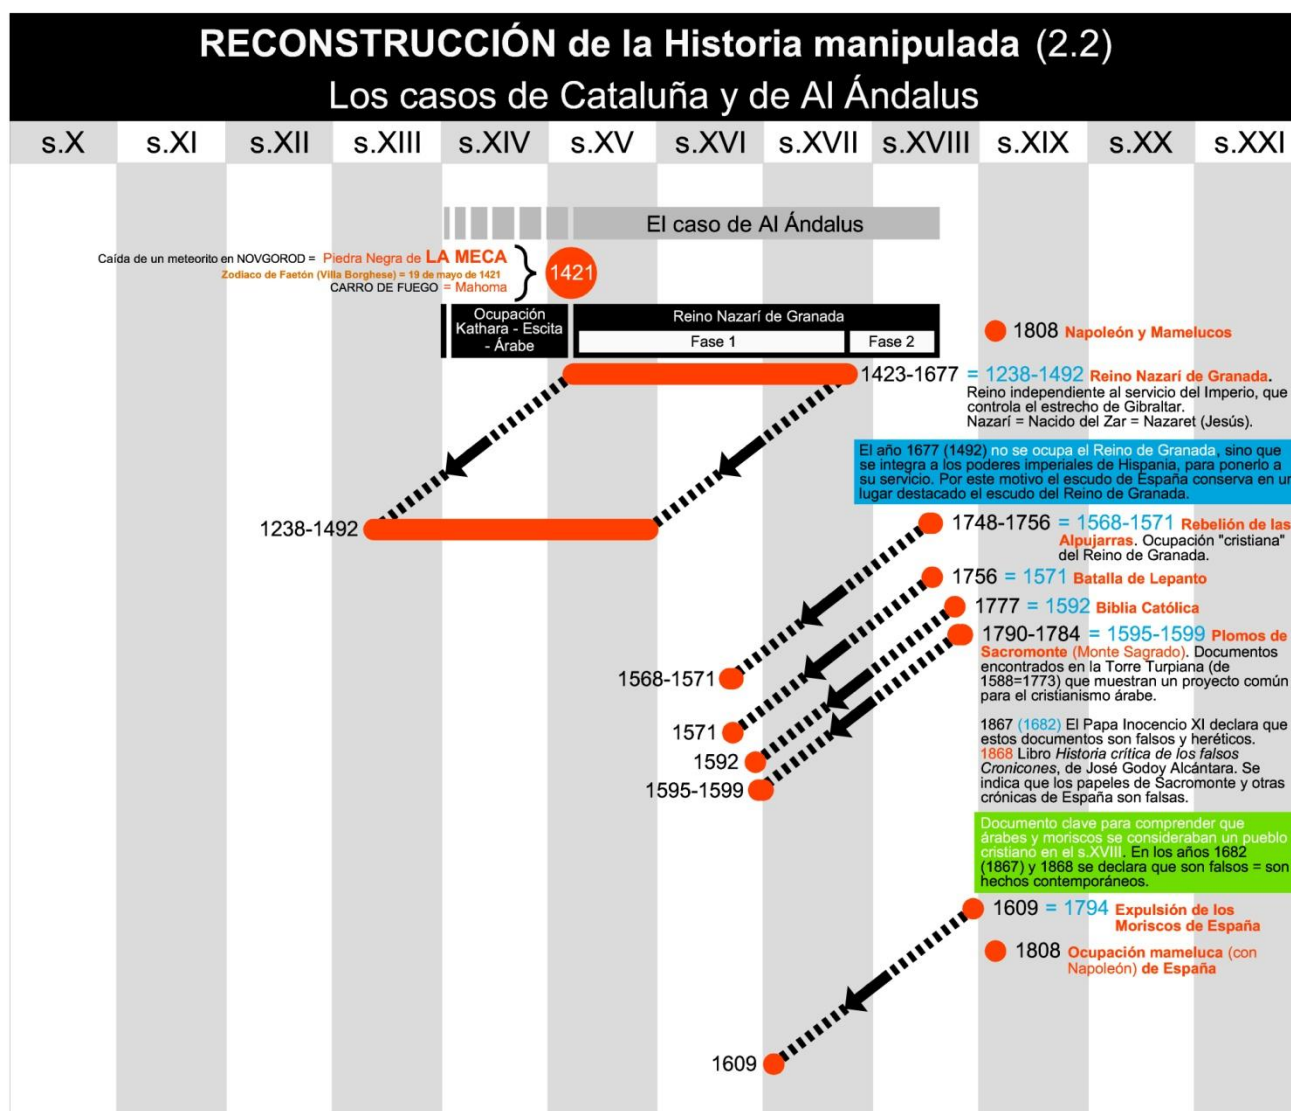 RECONSTRUCCIÓN de la Historia manipulada (2.2)
Los casos de Cataluña y de Al Ándalus
s.X s.XI s.XII s.XIII s.XIV s.XV s.XVI s.XVII s.XVIII s.XIX s.XX s.XXI
El caso de Al Ándalus
Caída de un meteorito en NOVGOROD = Piedra Negra de LA MECA
Zodiaco de Faetón (Villa Borghese) = 19 de mayo de 1421
CARRO DE FUEGO = Mahoma
1421
Ocupación
Kathara - Escita
- Árabe
Reino Nazarí de Granada
Fase 1 Fase 2
1808 Napoleón y Mamelucos
1423-1677 = 1238-1492 Reino Nazarí de Granada.
Reino independiente al servicio del Imperio, que
controla el estrecho de Gibraltar.
Nazarí = Nacido del Zar = Nazaret (Jesús).
El año 1677 (1492) no se ocupa el Reino de Granada, sino que
se integra a los poderes imperiales de Hispania, para ponerlo a
su servicio. Por este motivo el escudo de España conserva en un
lugar destacado el escudo del Reino de Granada.
1238-1492
1748-1756 = 1568-1571 Rebelión de las
Alpujarras. Ocupación "cristiana"
del Reino de Granada.
1756 = 1571 Batalla de Lepanto
1777 = 1592 Biblia Católica
1790-1784 = 1595-1599 Plomos de
Sacromonte (Monte Sagrado). Documentos
encontrados en la Torre Turpiana (de
1588=1773) que muestran un proyecto común
para el cristianismo árabe.
1568-1571
1571
1592
1595-1599
1867 (1682) El Papa Inocencio XI declara que
estos documentos son falsos y heréticos.
1868 Libro Historia crítica de los falsos
Cronicones, de José Godoy Alcántara. Se
indica que los papeles de Sacromonte y otras
crónicas de España son falsas.
Documento clave para comprender que
árabes y moriscos se consideraban un pueblo
cristiano en el s.XVIII. En los años 1682
(1867) y 1868 se declara que son falsos = son
hechos contemporáneos.
1609 = 1794 Expulsión de los
Moriscos de España
1808 Ocupación mameluca (con
Napoleón) de España
1609